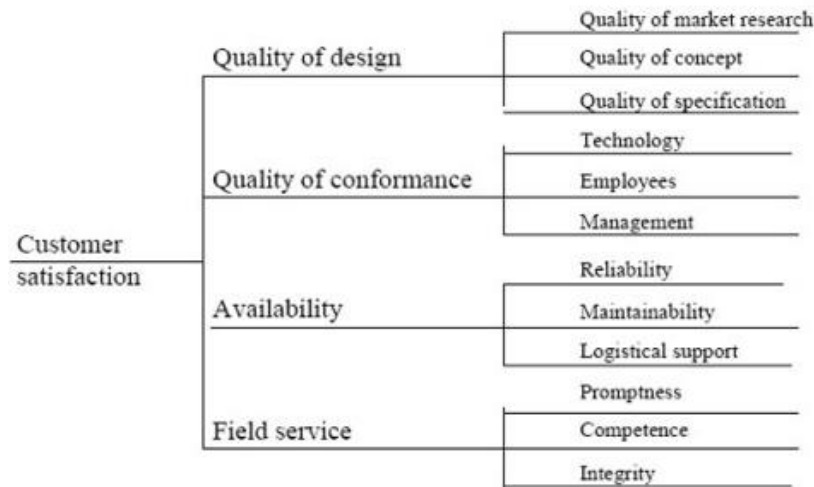 Quality of market research
Quality of design
Quality of concept
Quality of specification
Technology
Quality of conformance
Employees
Management
Customer
satisfaction
Reliability
Availability
Maintainability
Logistical support
Promptness
Field service
Competence
Integrity